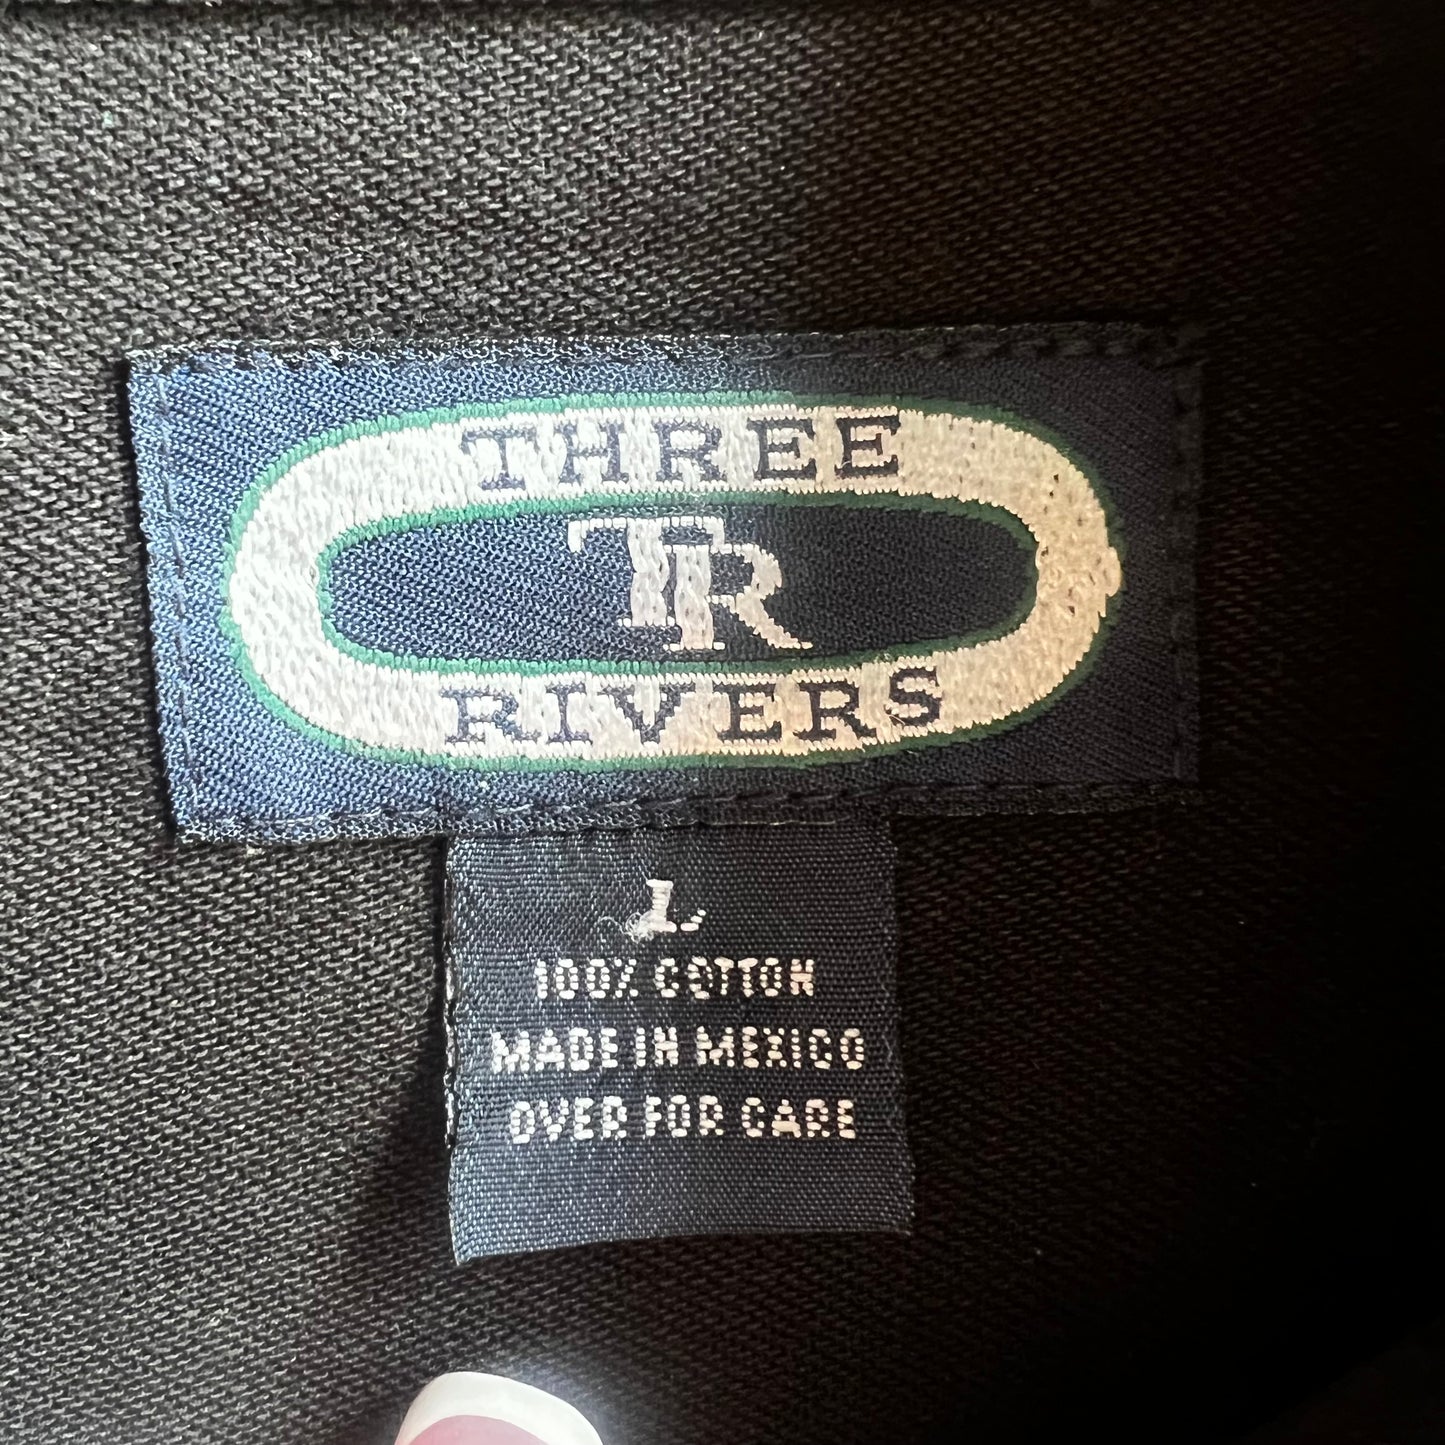 THREE
TR
RIVERS
L
100% COTTON
MADE IN MEXICO
OVER FOR CARE